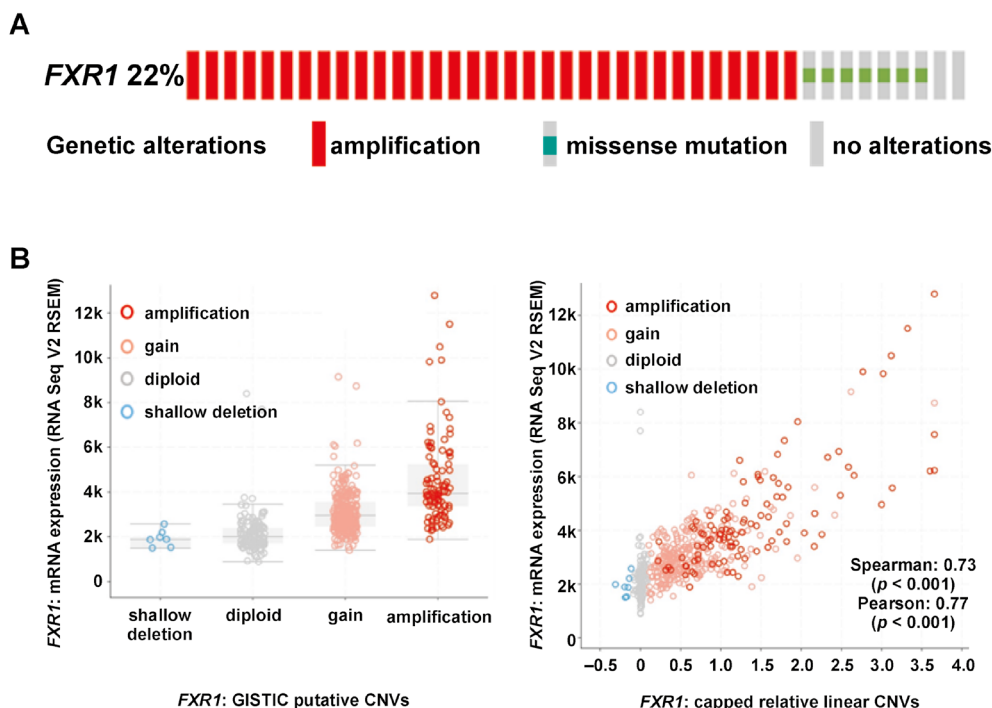 A
FXR1 22%
Genetic alterations amplification missense mutation no alterations
B
FXR1: mRNA expression (RNA Seq V2 RSEM)
12k
10k
8k
6k
4k
2k
0
amplification
gain
diploid
shallow deletion
shallow deletion
diploid
gain
amplification
FXR1: GISTIC putative CNVs
FXR1: mRNA expression (RNA Seq V2 RSEM)
12k
10k
8k
6k
4k
2k
0
amplification
gain
diploid
shallow deletion
Spearman: 0.73
(p < 0.001)
Pearson: 0.77
(p < 0.001)
−0.5 0 0.5 1.0 1.5 2.0 2.5 3.0 3.5 4.0
FXR1: capped relative linear CNVs